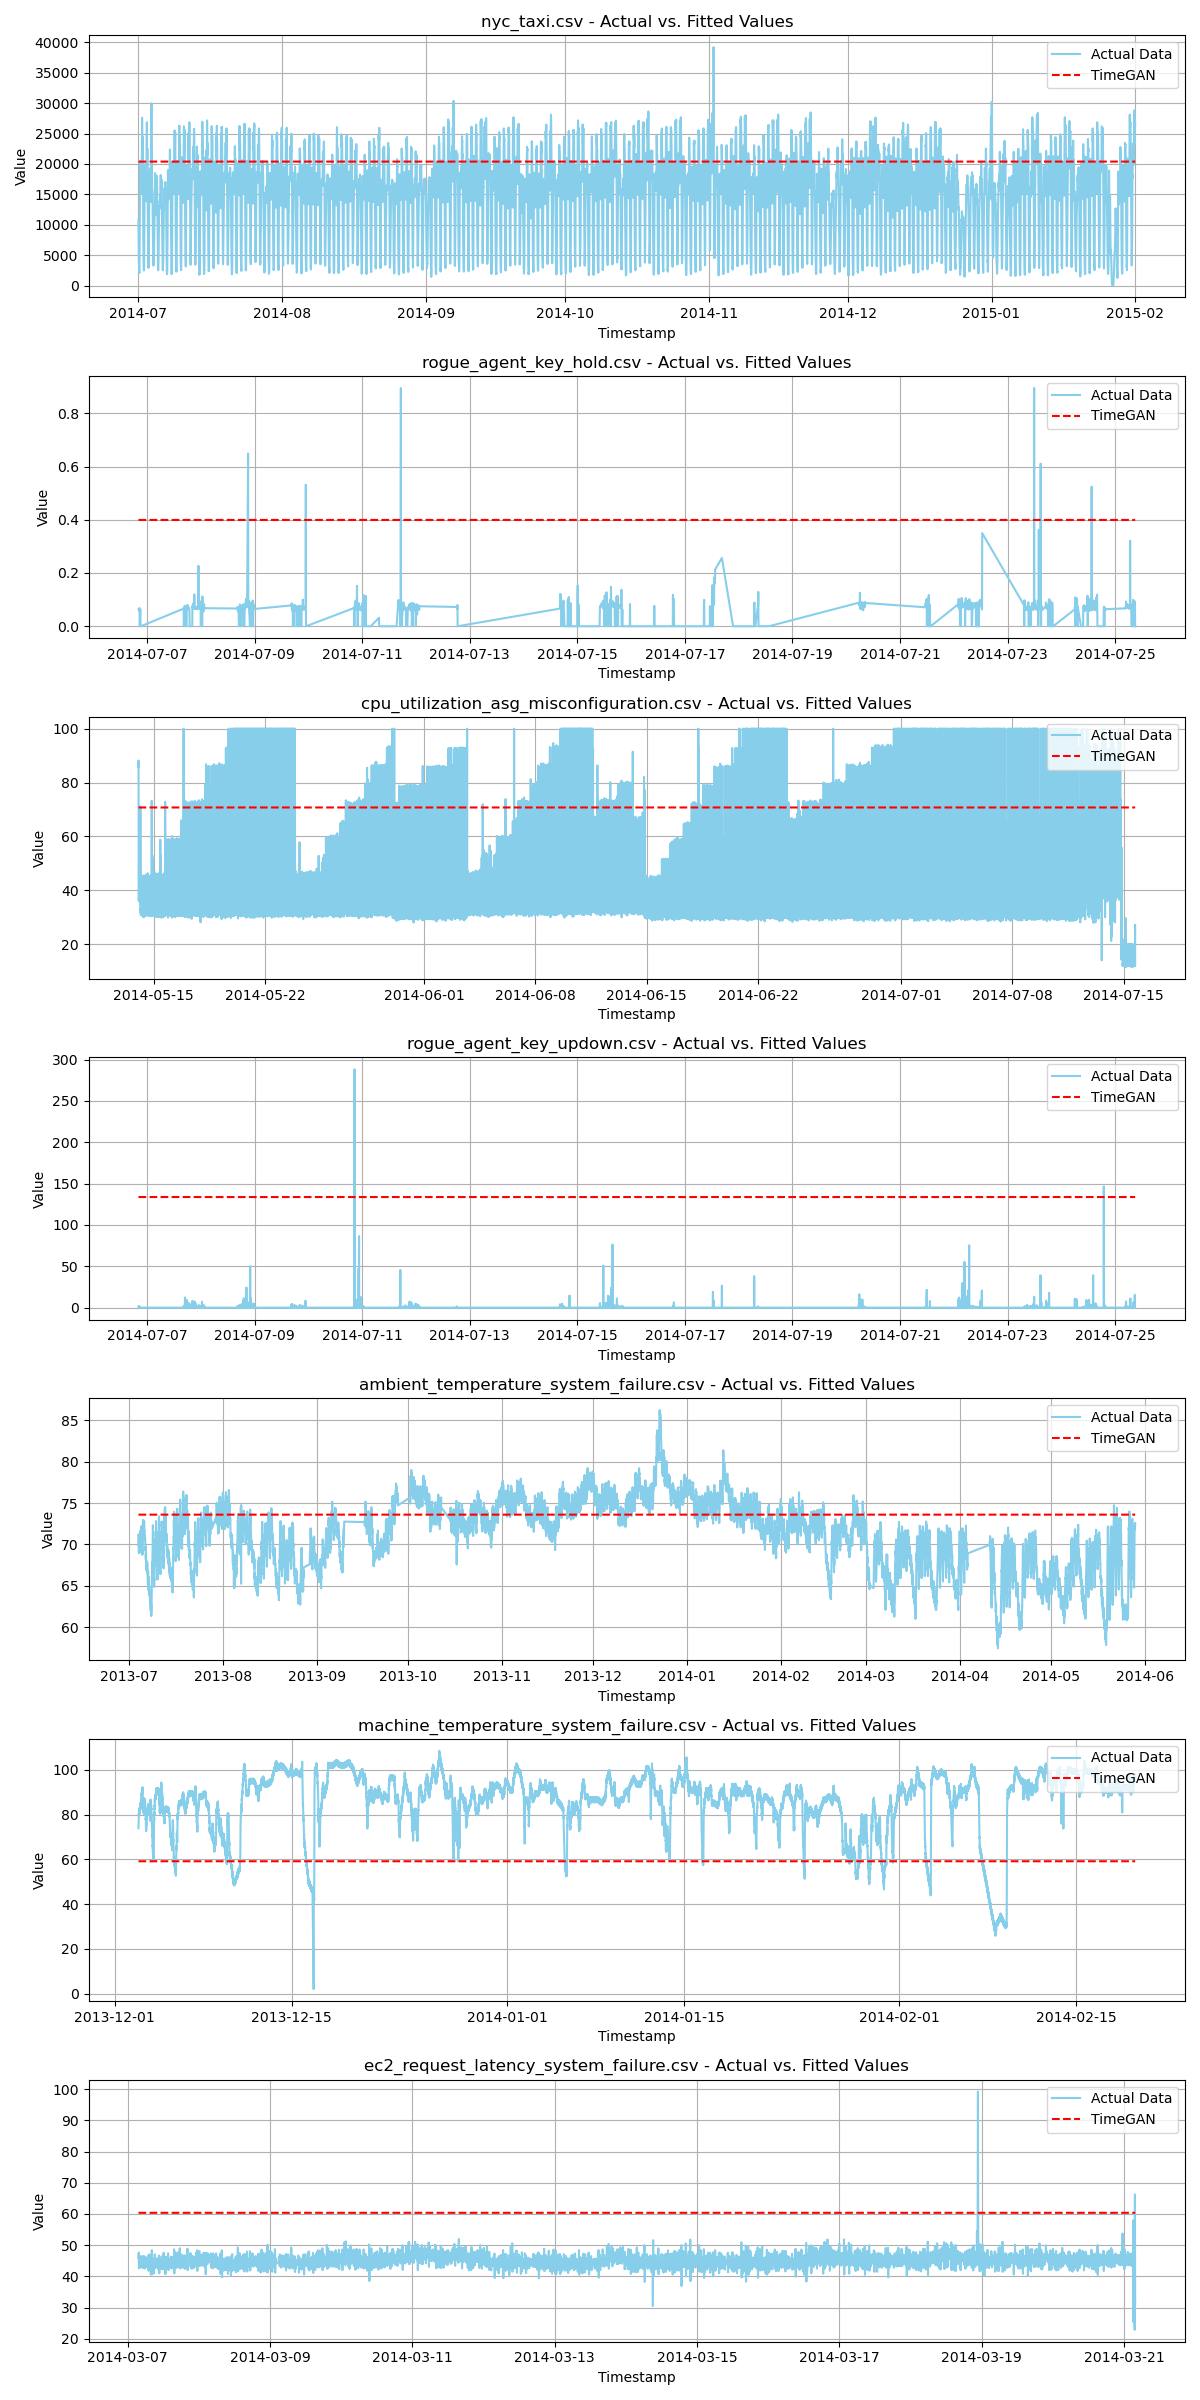 nyc_taxi.csv - Actual vs. Fitted Values
40000
35000
30000
25000
20000
15000
10000
5000
0
Value
Actual Data
TimeGAN
2014-07 2014-08 2014-09 2014-10 2014-11 2014-12 2015-01 2015-02
Timestamp
rogue_agent_key_hold.csv - Actual vs. Fitted Values
0.8
0.6
0.4
0.2
0.0
Value
Actual Data
TimeGAN
2014-07-07 2014-07-09 2014-07-11 2014-07-13 2014-07-15 2014-07-17 2014-07-19 2014-07-21 2014-07-23 2014-07-25
Timestamp
cpu_utilization_asg_misconfiguration.csv - Actual vs. Fitted Values
100
80
60
40
20
Value
Actual Data
TimeGAN
2014-05-15 2014-05-22 2014-06-01 2014-06-08 2014-06-15 2014-06-22 2014-07-01 2014-07-08 2014-07-15
Timestamp
rogue_agent_key_updown.csv - Actual vs. Fitted Values
300
250
200
150
100
50
0
Value
Actual Data
TimeGAN
2014-07-07 2014-07-09 2014-07-11 2014-07-13 2014-07-15 2014-07-17 2014-07-19 2014-07-21 2014-07-23 2014-07-25
Timestamp
ambient_temperature_system_failure.csv - Actual vs. Fitted Values
85
80
75
70
65
60
Value
Actual Data
TimeGAN
2013-07 2013-08 2013-09 2013-10 2013-11 2013-12 2014-01 2014-02 2014-03 2014-04 2014-05 2014-06
Timestamp
machine_temperature_system_failure.csv - Actual vs. Fitted Values
100
80
60
40
20
0
Value
Actual Data
TimeGAN
2013-12-01 2013-12-15 2014-01-01 2014-01-15 2014-02-01 2014-02-15
Timestamp
ec2_request_latency_system_failure.csv - Actual vs. Fitted Values
100
90
80
70
60
50
40
30
20
Value
Actual Data
TimeGAN
2014-03-07 2014-03-09 2014-03-11 2014-03-13 2014-03-15 2014-03-17 2014-03-19 2014-03-21
Timestamp